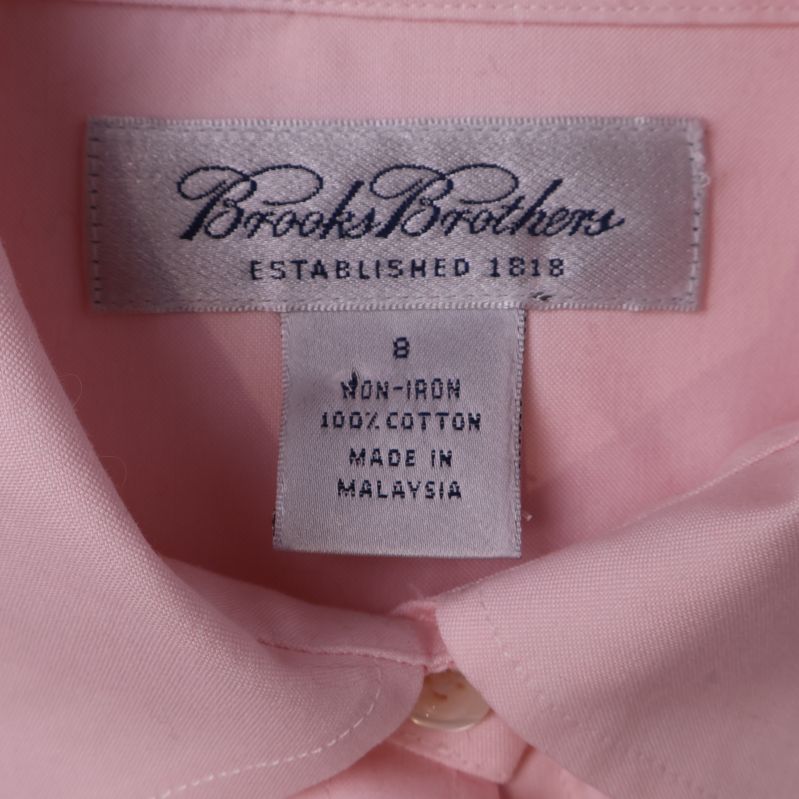 Brooks Brothers
ESTABLISHED 1818
8
NON-IRON
100% COTTON
MADE IN
MALAYSIA